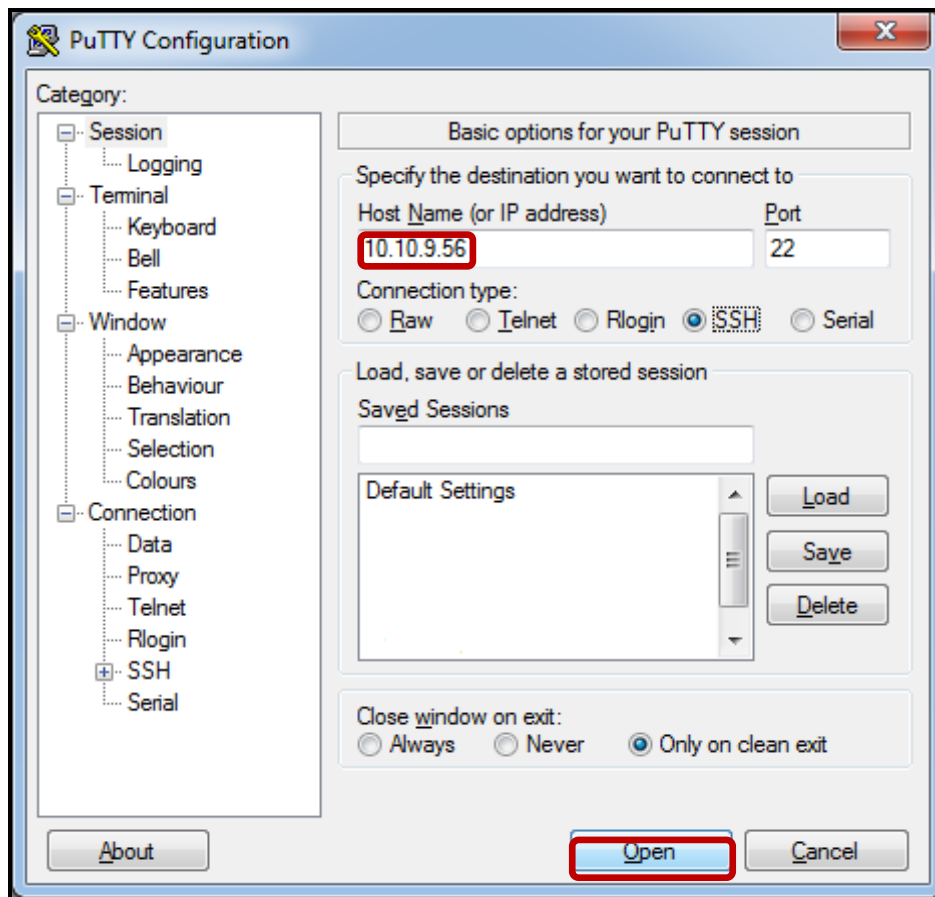 PuTTY Configuration
Category:
Session
Logging
Terminal
Keyboard
Bell
Features
Window
Appearance
Behaviour
Translation
Selection
Colours
Connection
Data
Proxy
Telnet
Rlogin
SSH
Serial
Basic options for your PuTTY session
Specify the destination you want to connect to
Host Name (or IP address) Port
10.10.9.56 22
Connection type:
Raw Telnet Rlogin SSH Serial
Load, save or delete a stored session
Saved Sessions
Default Settings
Load
Save
Delete
Close window on exit:
Always Never Only on clean exit
About Open Cancel